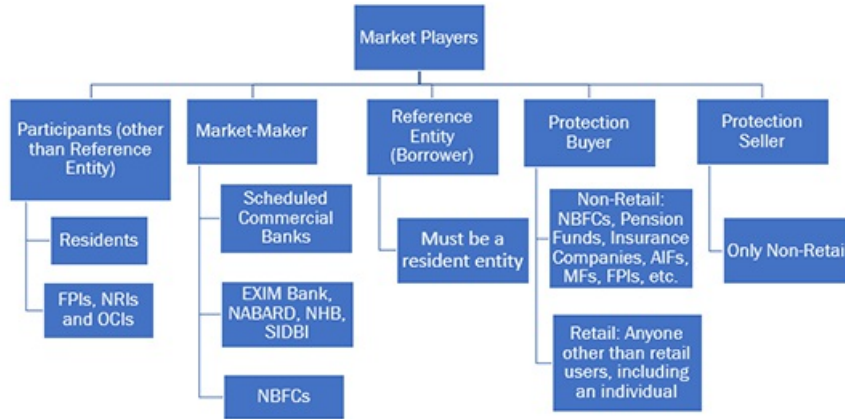 Market Players
Participants (other
than Reference
Entity)
Residents
FPIs, NRIs
and OCIs
Market-Maker
Scheduled
Commercial
Banks
EXIM Bank,
NABARD, NHB,
SIDBI
NBFCs
Reference
Entity
(Borrower)
Must be a
resident entity
Protection
Buyer
Non-Retail:
NBFCs, Pension
Funds, Insurance
Companies, AIFs,
MFs, FPIs, etc.
Retail: Anyone
other than retail
users, including
an individual
Protection
Seller
Only Non-Retail